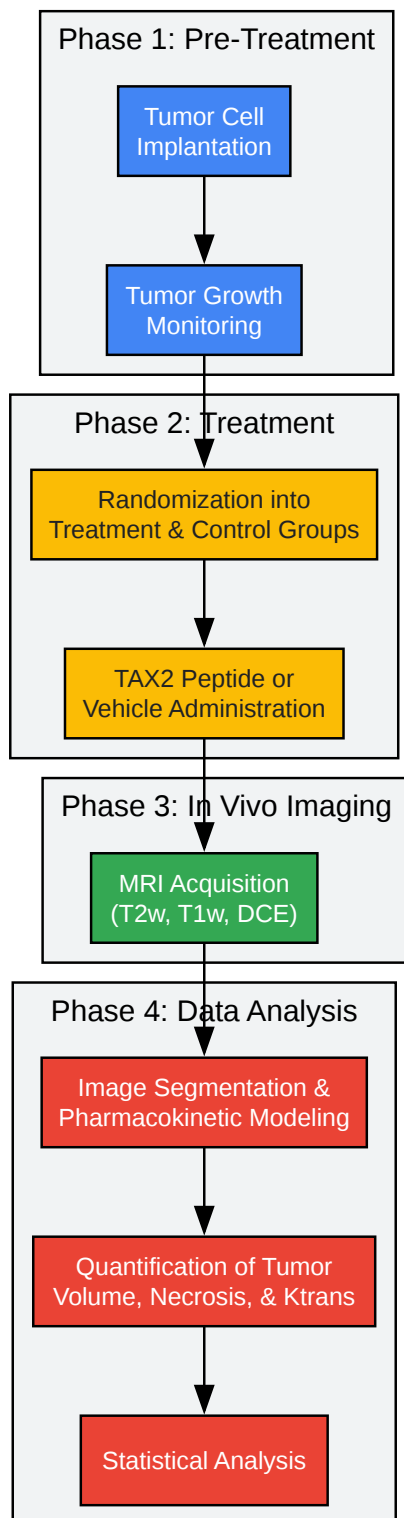 Phase 1: Pre-Treatment
Tumor Cell
Implantation
Tumor Growth
Monitoring
Phase 2: Treatment
Randomization into
Treatment & Control Groups
TAX2 Peptide or
Vehicle Administration
Phase 3: In Vivo Imaging
MRI Acquisition
(T2w, T1w, DCE)
Phase 4: Data Analysis
Image Segmentation &
Pharmacokinetic Modeling
Quantification of Tumor
Volume, Necrosis, & Ktrans
Statistical Analysis